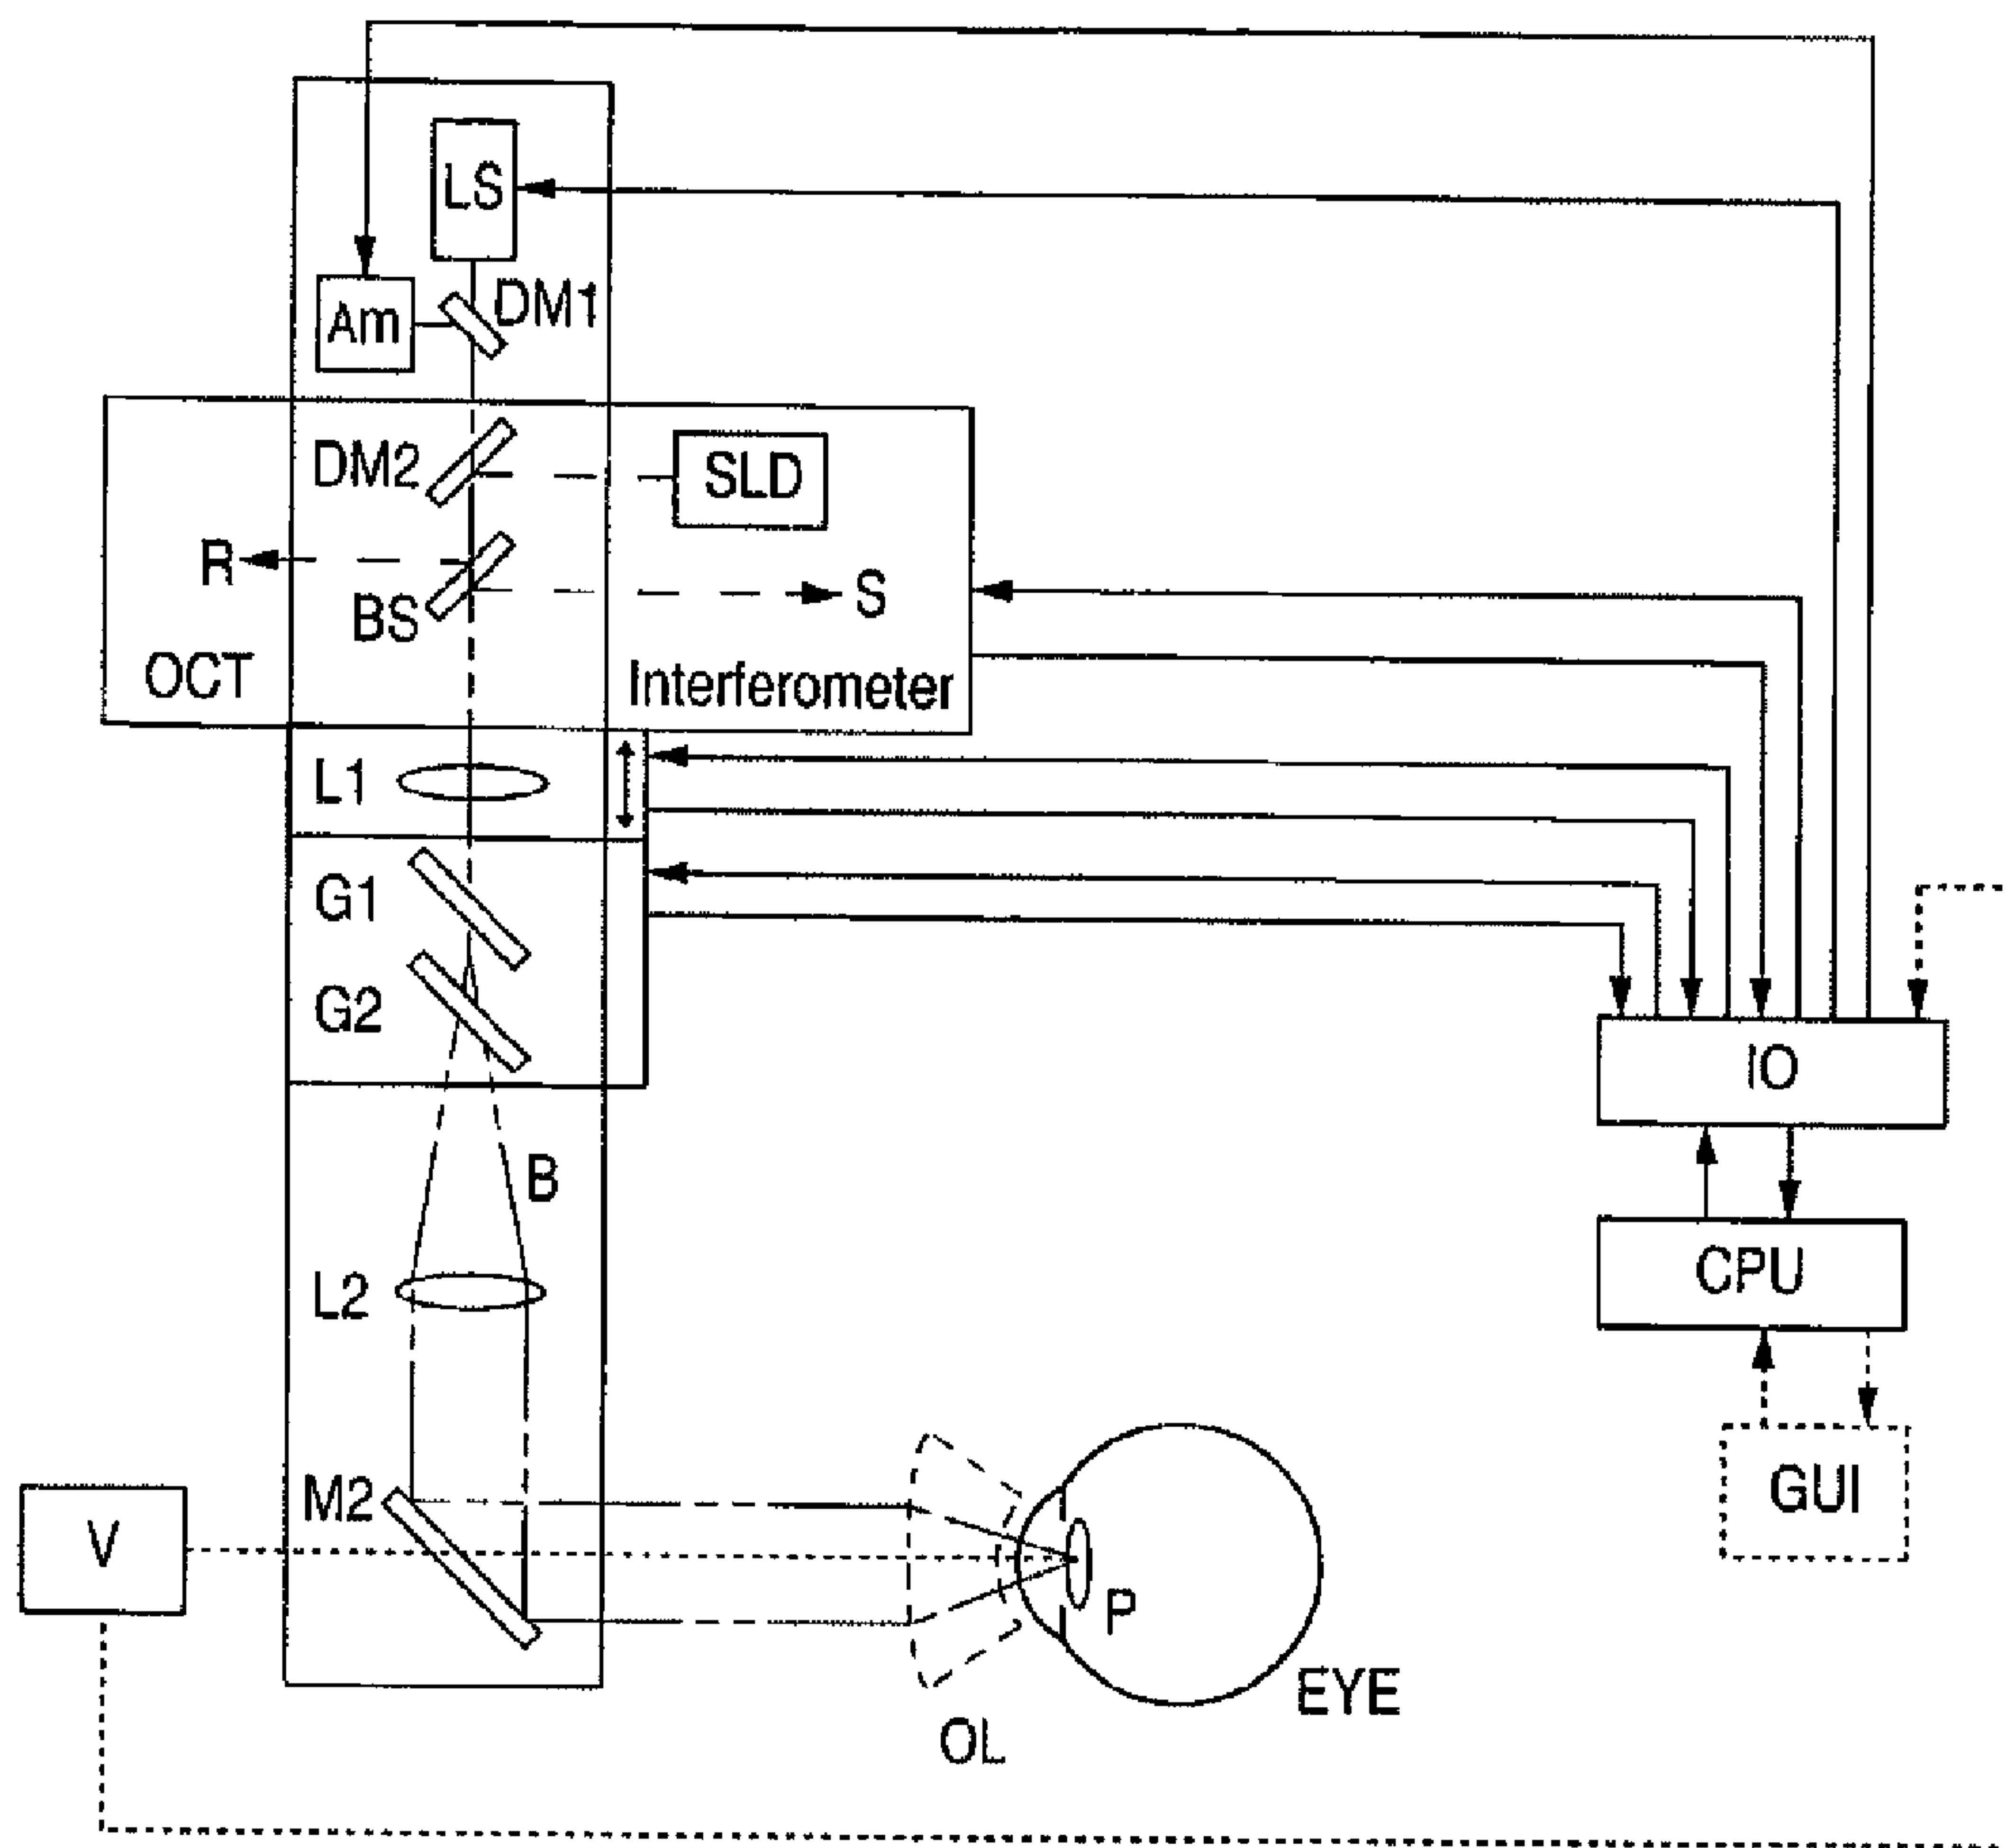 LS
DM1
Am
DM2
SLD
R
S
BS
OCT
Interferometer
L1
G1
G2
IO
B
CPU
L2
GUI
M2
V
P
EYE
OL